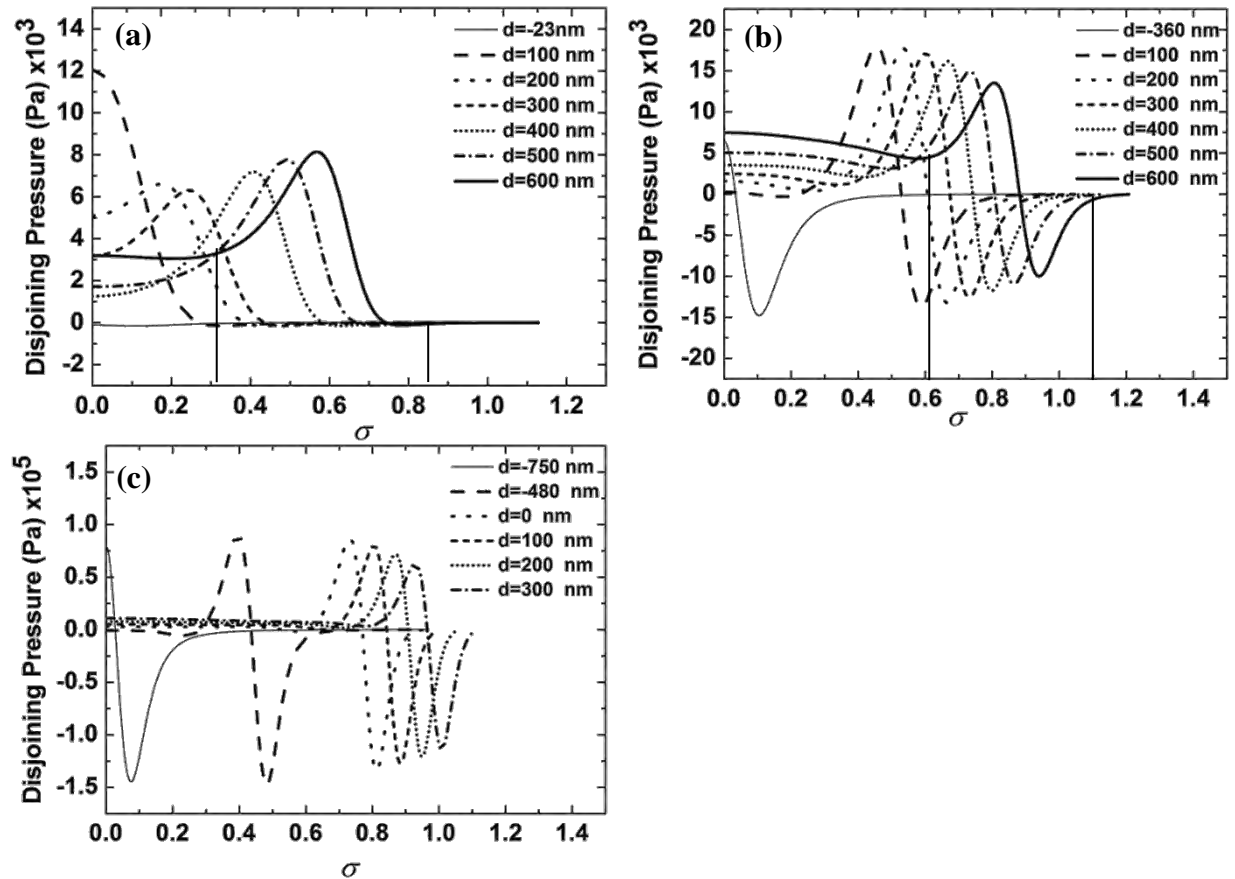 (a)
Disjoining Pressure (Pa) x10³
14
12
10
8
6
4
2
0
-2
0.0 0.2 0.4 0.6 0.8 1.0 1.2
σ
d=-23nm
d=100 nm
d=200 nm
d=300 nm
d=400 nm
d=500 nm
d=600 nm
(b)
Disjoining Pressure (Pa) x10³
20
15
10
5
0
-5
-10
-15
-20
0.0 0.2 0.4 0.6 0.8 1.0 1.2 1.4
σ
d=-360 nm
d=100 nm
d=200 nm
d=300 nm
d=400 nm
d=500 nm
d=600 nm
(c)
Disjoining Pressure (Pa) x10⁵
1.5
1.0
0.5
0.0
-0.5
-1.0
-1.5
0.0 0.2 0.4 0.6 0.8 1.0 1.2 1.4
σ
d=-750 nm
d=-480 nm
d=0 nm
d=100 nm
d=200 nm
d=300 nm